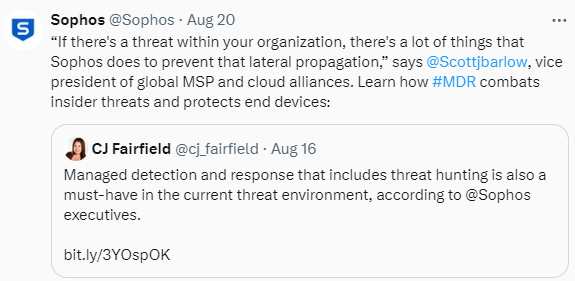 Sophos @Sophos · Aug 20
“If there's a threat within your organization, there's a lot of things that
Sophos does to prevent that lateral propagation,” says @Scottjbarlow, vice
president of global MSP and cloud alliances. Learn how #MDR combats
insider threats and protects end devices:
CJ Fairfield @cj_fairfield · Aug 16
Managed detection and response that includes threat hunting is also a
must-have in the current threat environment, according to @Sophos
executives.
bit.ly/3YOspOK